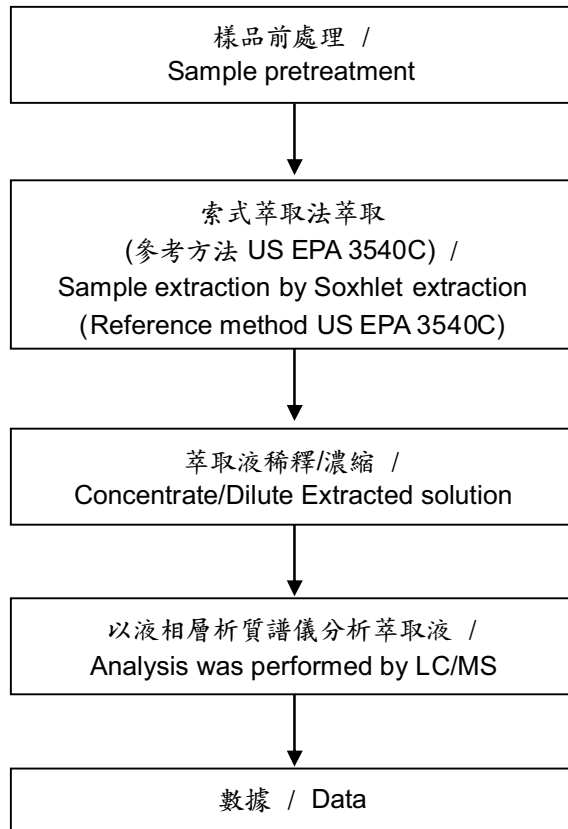 樣品前處理 /
Sample pretreatment
索式萃取法萃取
(參考方法 US EPA 3540C) /
Sample extraction by Soxhlet extraction
(Reference method US EPA 3540C)
萃取液稀釋/濃縮 /
Concentrate/Dilute Extracted solution
以液相層析質譜儀分析萃取液 /
Analysis was performed by LC/MS
數據 / Data